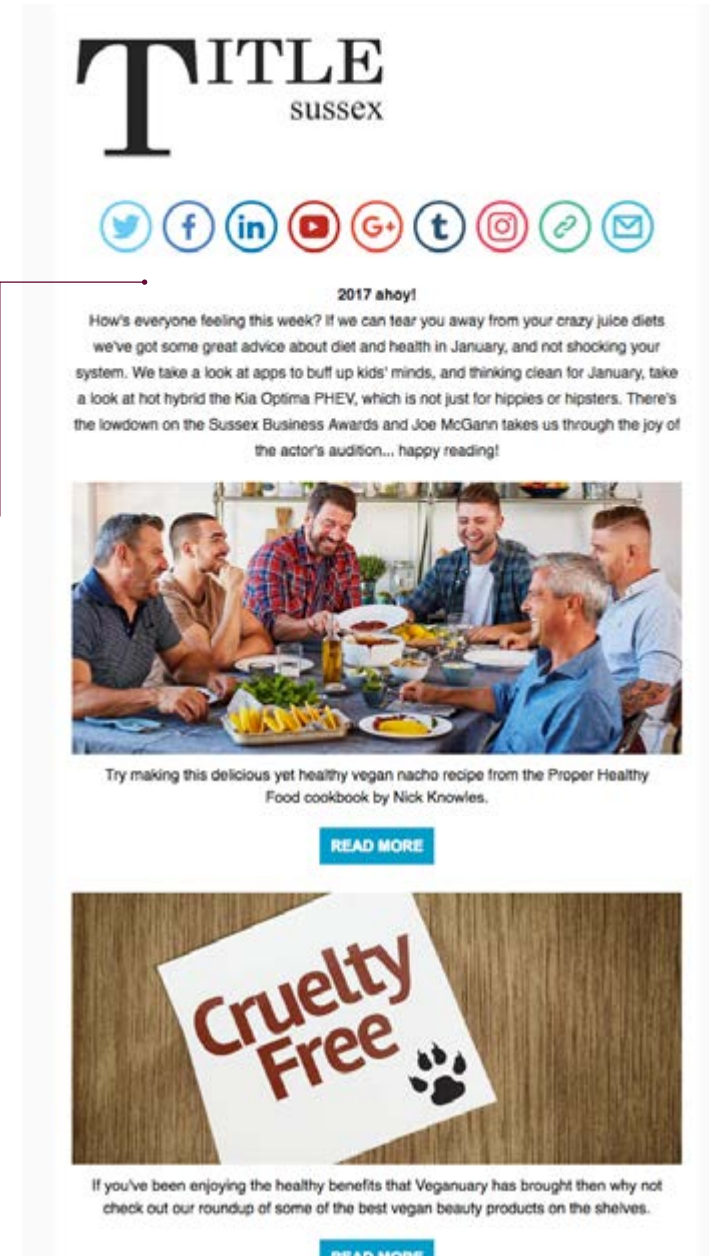 TITLE
sussex
2017 ahoy!
How's everyone feeling this week? If we can tear you away from your crazy juice diets
we've got some great advice about diet and health in January, and not shocking your
system. We take a look at apps to buff up kids' minds, and thinking clean for January, take
a look at hot hybrid the Kia Optima PHEV, which is not just for hippies or hipsters. There's
the lowdown on the Sussex Business Awards and Joe McGann takes us through the joy of
the actor's audition... happy reading!
Try making this delicious yet healthy vegan nacho recipe from the Proper Healthy
Food cookbook by Nick Knowles.
READ MORE
Cruelty
Free
If you've been enjoying the healthy benefits that Veganuary has brought then why not
check out our roundup of some of the best vegan beauty products on the shelves.
READ MORE